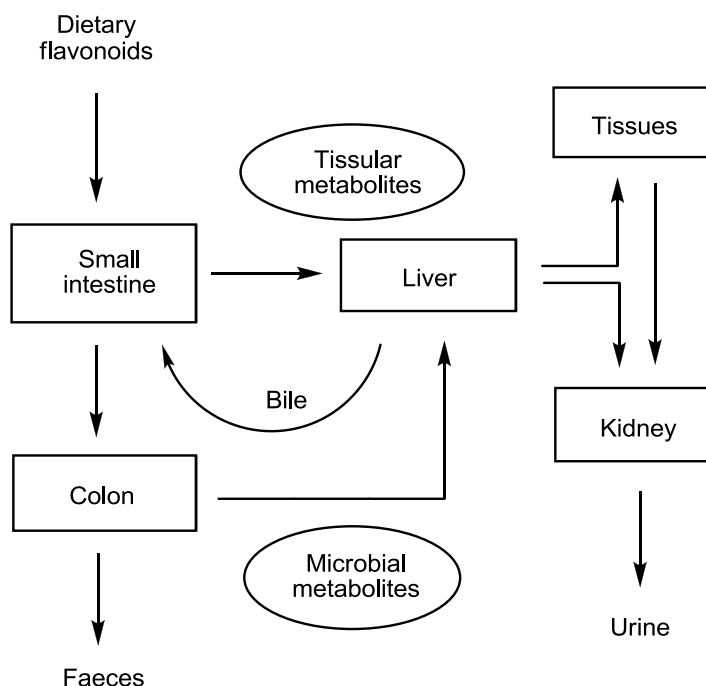 Dietary
flavonoids
Tissues
Tissular
metabolites
Small
intestine
Liver
Bile
Kidney
Colon
Microbial
metabolites
Urine
Faeces